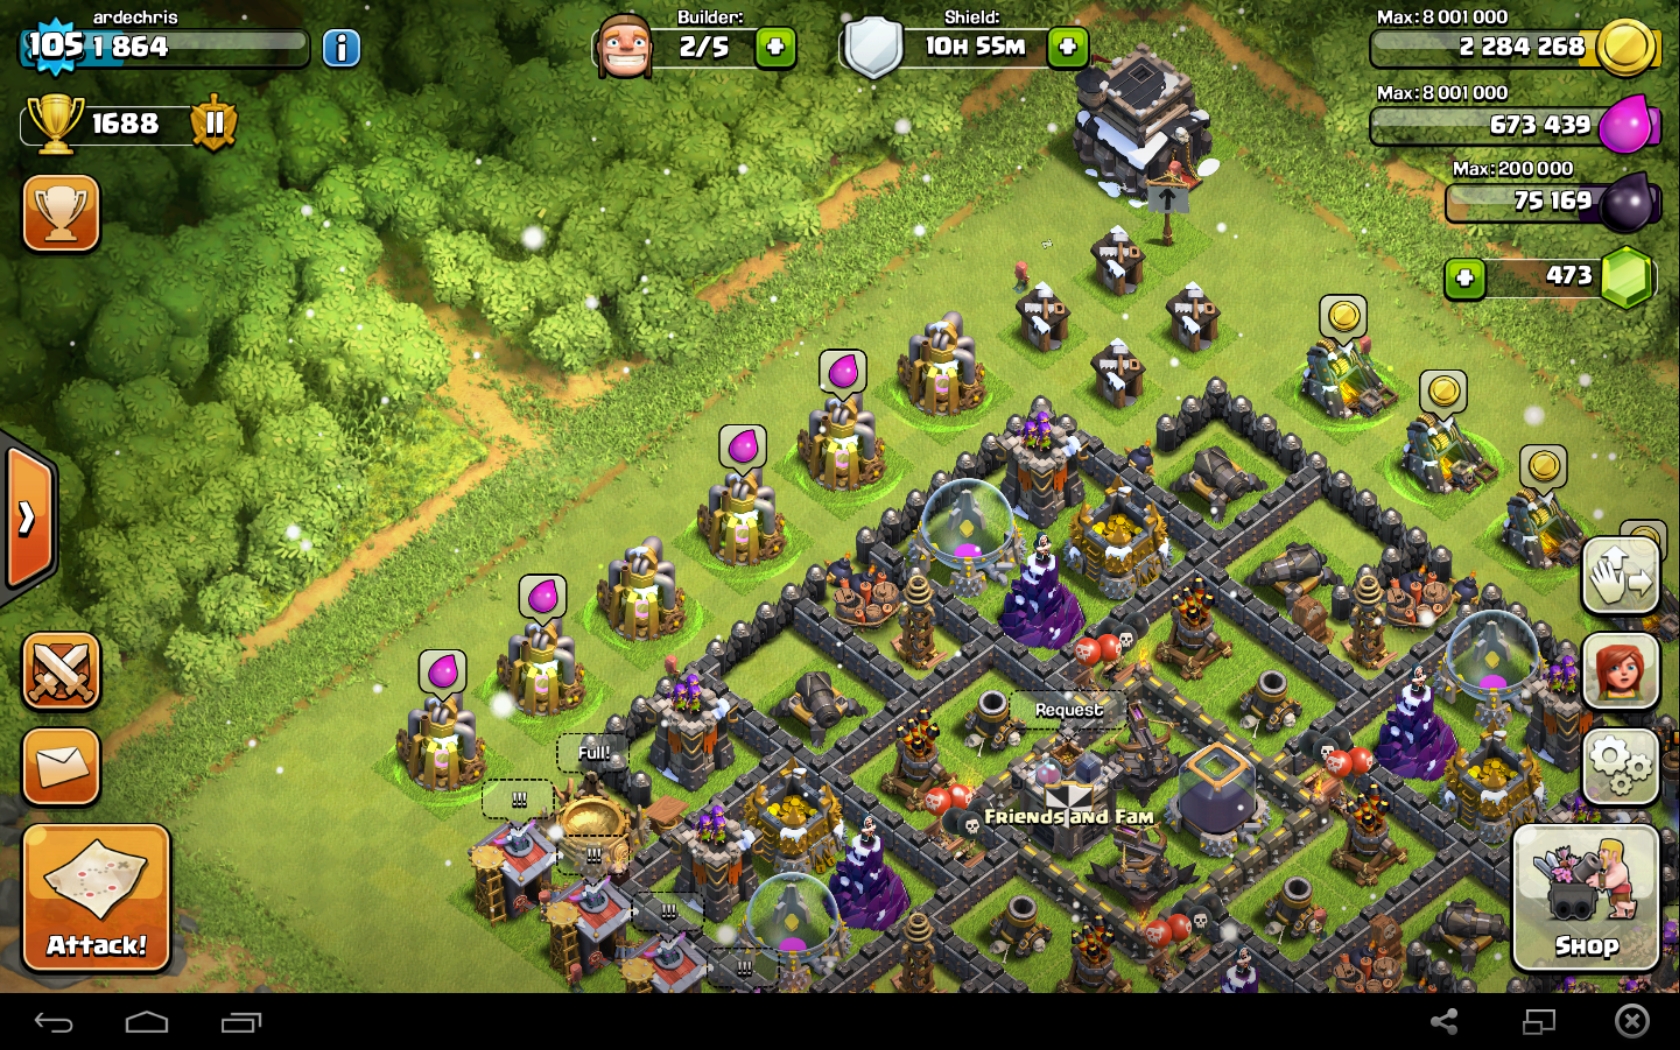 ardechris
105 1 864
Builder:
2/5
Shield:
10H 55M
Max: 8 001 000
2 284 268
Max: 8 001 000
673 439
Max: 200 000
75 169
473
1688
II
Request
Full!
!!!
!!!
!!!
!!!
Friends and Fam
Attack!
Shop